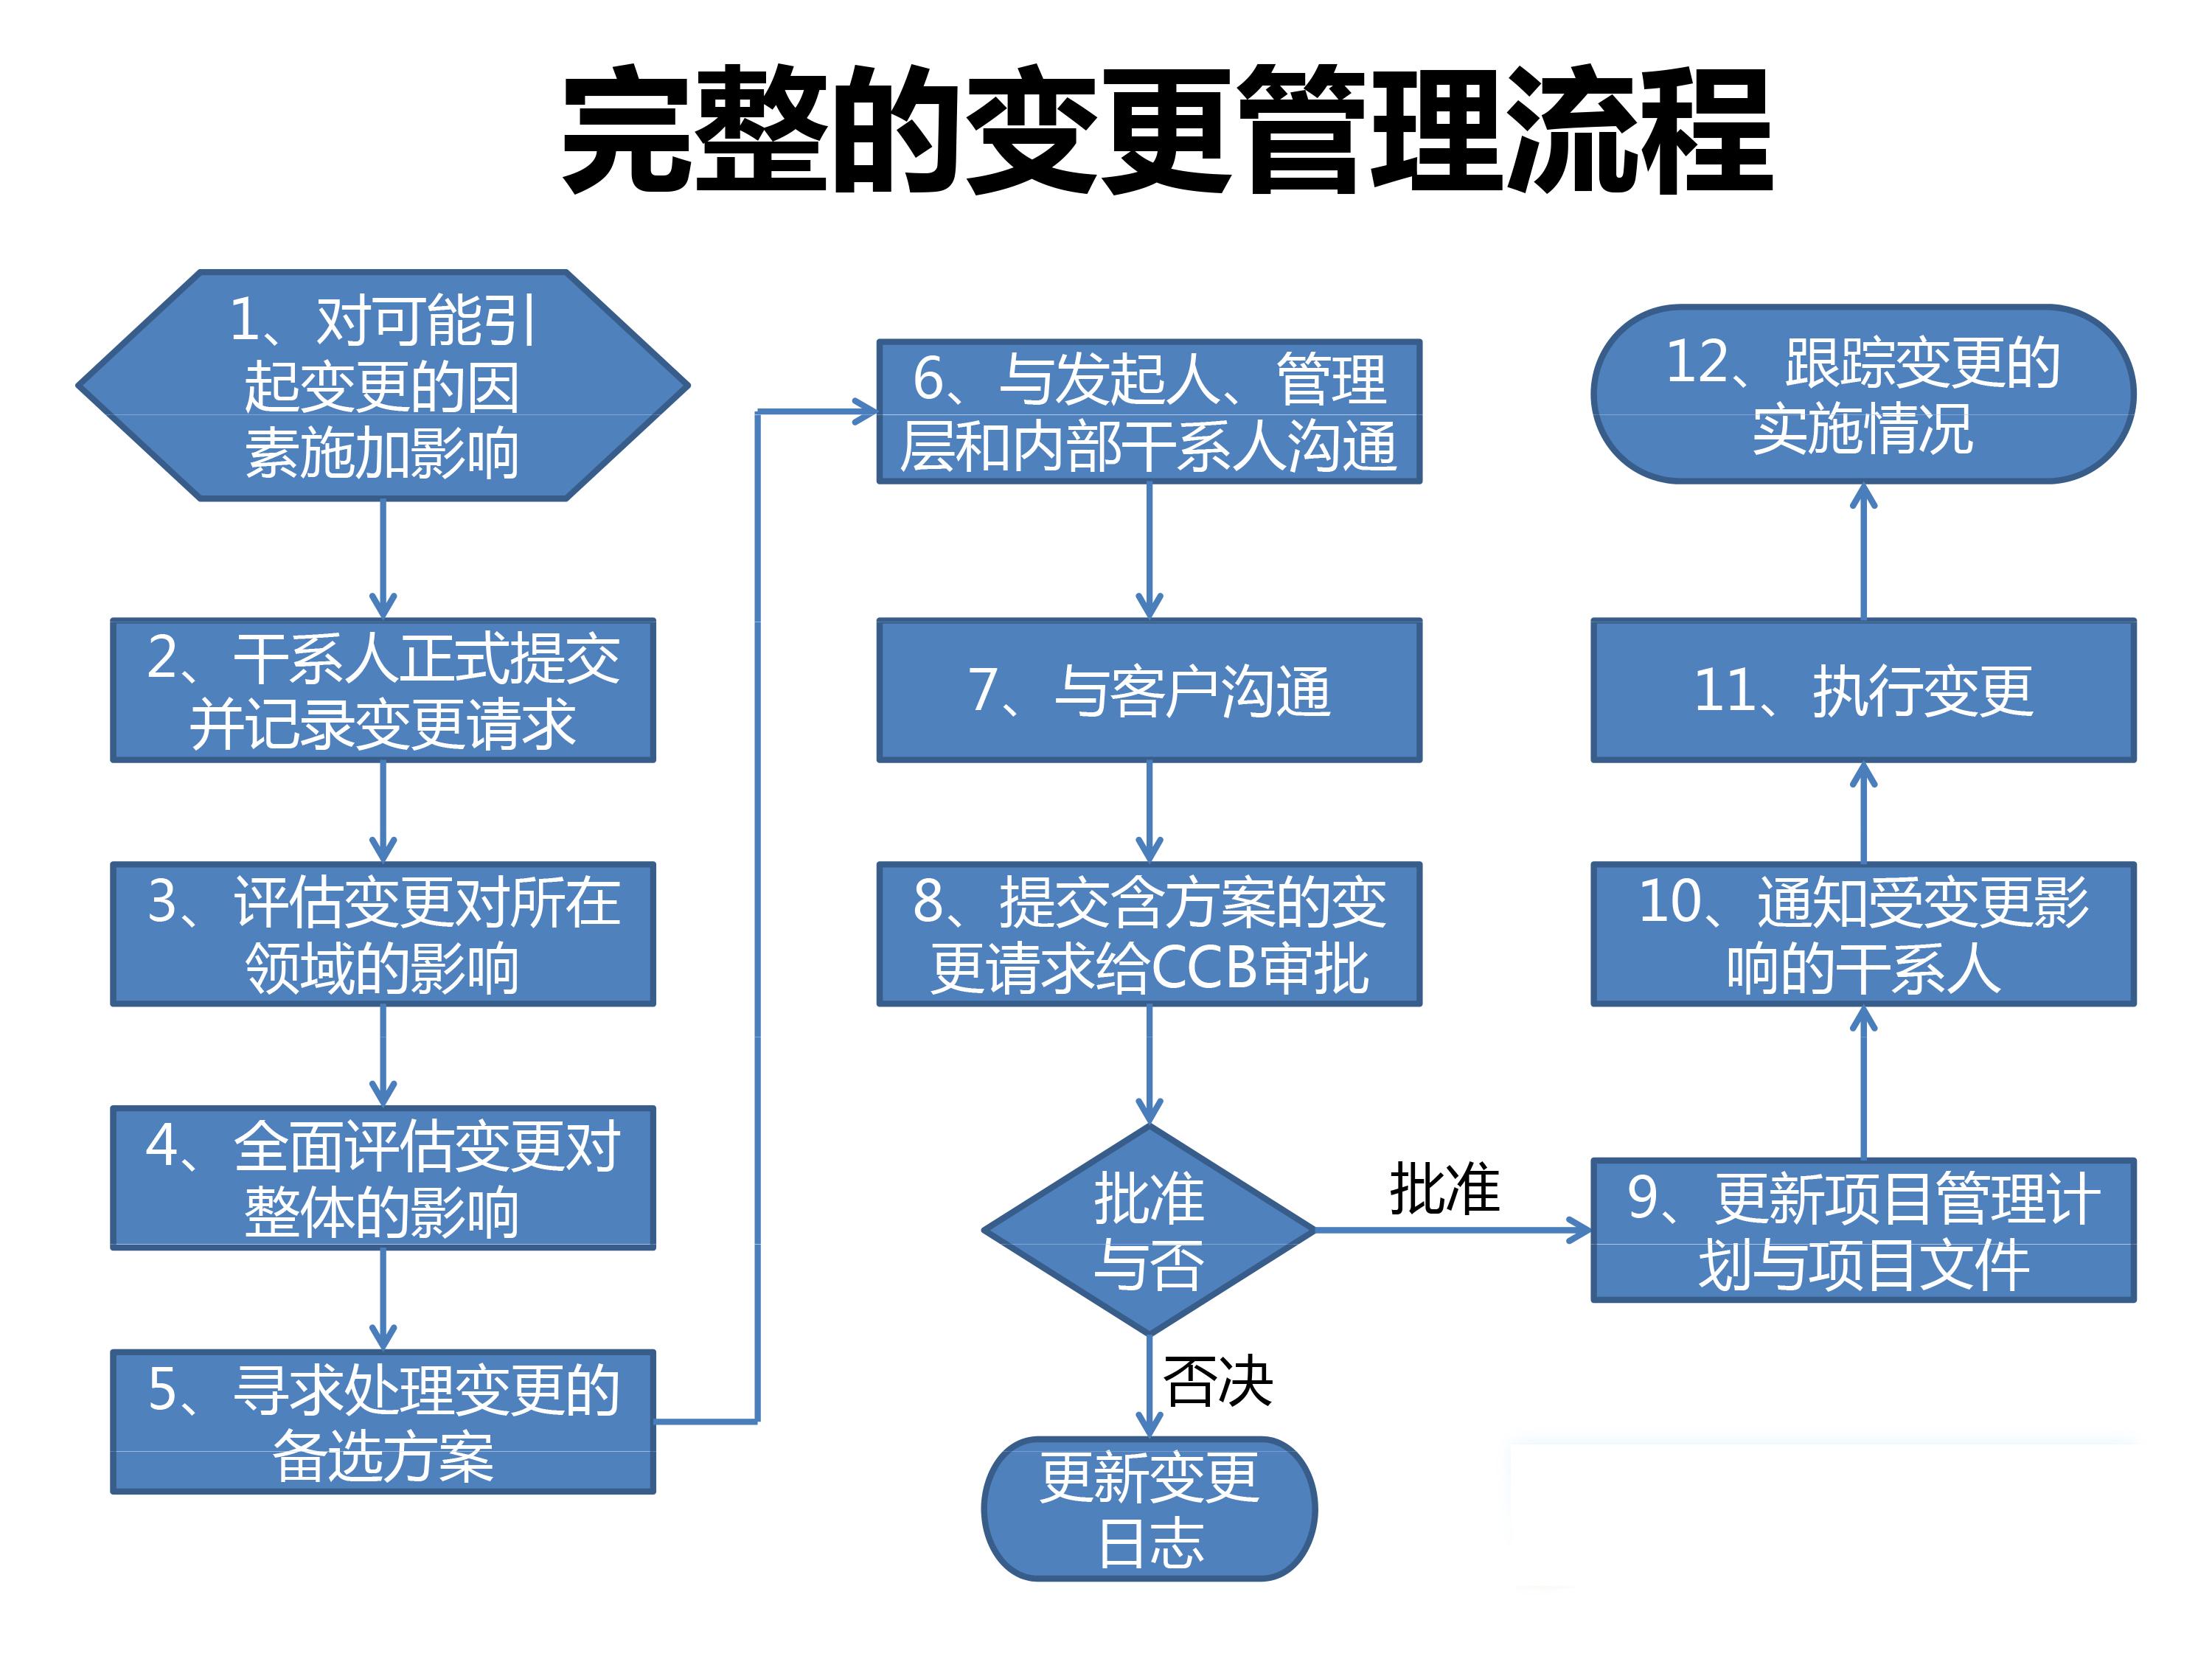 完整的变更管理流程
1、对可能引
起变更的因
素施加影响
2、干系人正式提交
并记录变更请求
3、评估变更对所在
领域的影响
4、全面评估变更对
整体的影响
5、寻求处理变更的
备选方案
6、与发起人、管理
层和内部干系人沟通
7、与客户沟通
8、提交含方案的变
更请求给CCB审批
批准
与否
否决
更新变更
日志
批准
9、更新项目管理计
划与项目文件
10、通知受变更影
响的干系人
11、执行变更
12、跟踪变更的
实施情况